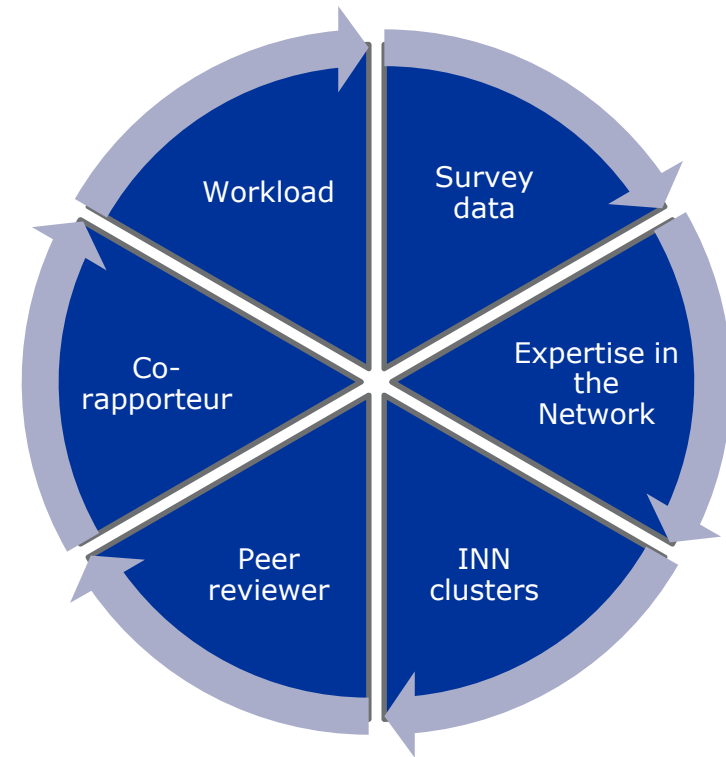 Workload
Survey
data
Expertise in
the
Network
INN
clusters
Peer
reviewer
Co-
rapporteur